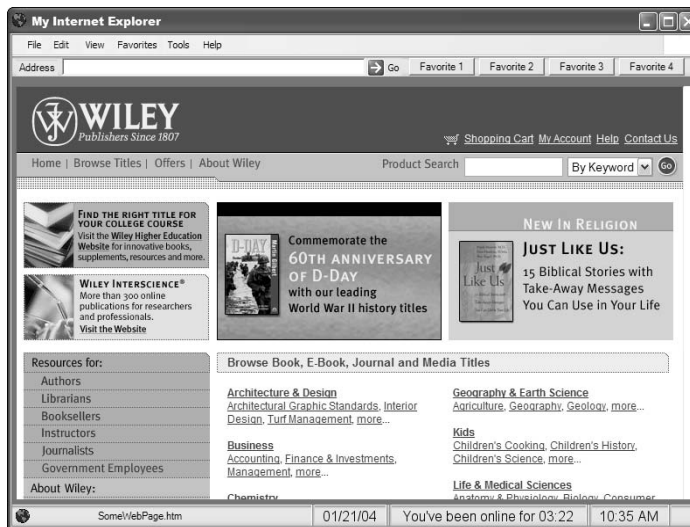 My Internet Explorer
File Edit View Favorites Tools Help
Address Go Favorite 1 Favorite 2 Favorite 3 Favorite 4
WILEY
Publishers Since 1807
Shopping Cart My Account Help Contact Us
Home | Browse Titles | Offers | About Wiley Product Search By Keyword GO
FIND THE RIGHT TITLE FOR
YOUR COLLEGE COURSE
Visit the Wiley Higher Education
Website for innovative books,
supplements, resources and more.
WILEY INTERSCIENCE®
More than 300 online
publications for researchers
and professionals.
Visit the Website
D-DAY
Commemorate the
60TH ANNIVERSARY
OF D-DAY
with our leading
World War II history titles
NEW IN RELIGION
Just
Like Us
JUST LIKE US:
15 Biblical Stories with
Take-Away Messages
You Can Use in Your Life
Resources for:
Authors
Librarians
Booksellers
Instructors
Journalists
Government Employees
About Wiley:
Browse Book, E-Book, Journal and Media Titles
Architecture & Design
Architectural Graphic Standards, Interior
Design, Turf Management, more...
Business
Accounting, Finance & Investments,
Management, more...
Chemistry
Geography & Earth Science
Agriculture, Geography, Geology, more...
Kids
Children's Cooking, Children's History,
Children's Science, more...
Life & Medical Sciences
Anatomy & Physiology, Biology, Consumer
SomeWebPage.htm 01/21/04 You've been online for 03:22 10:35 AM